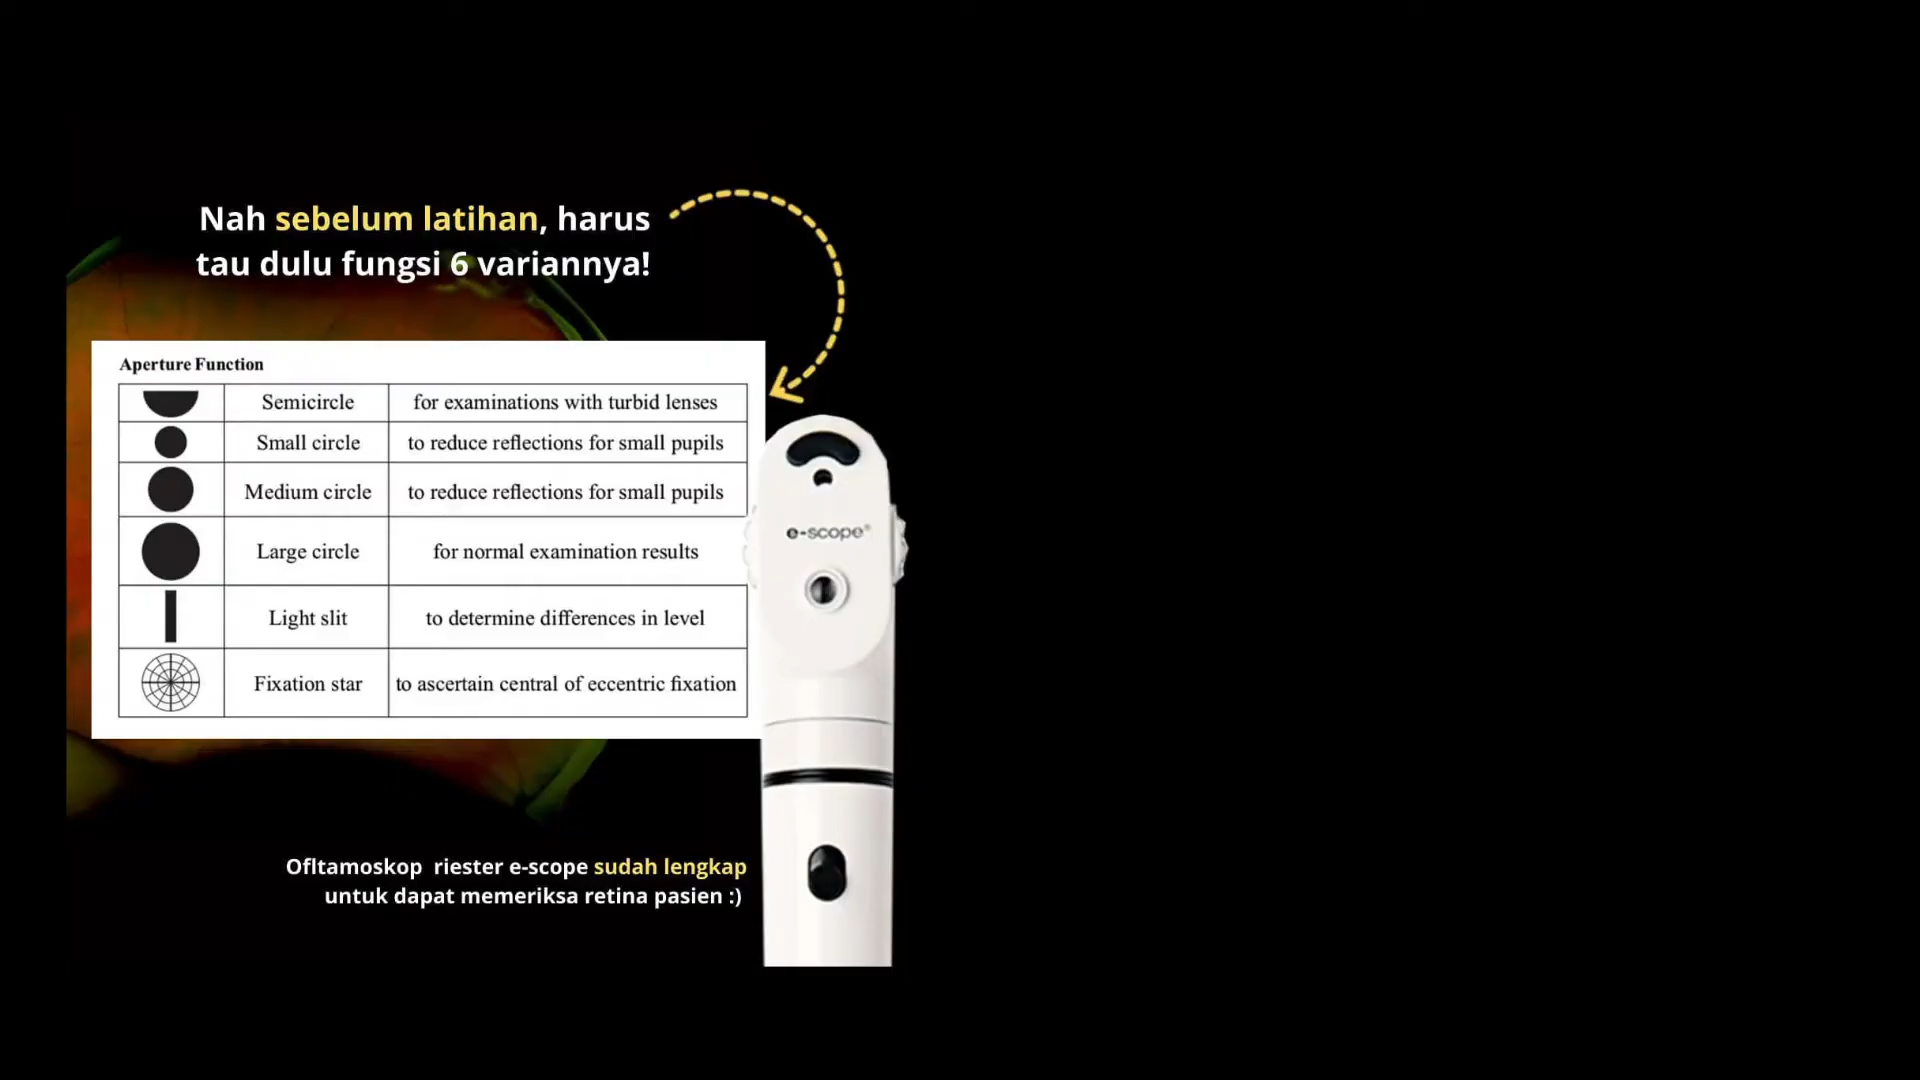 Nah sebelum latihan, harus
tau dulu fungsi 6 variannya!
Aperture Function
Semicircle for examinations with turbid lenses
Small circle to reduce reflections for small pupils
Medium circle to reduce reflections for small pupils
Large circle for normal examination results
Light slit to determine differences in level
Fixation star to ascertain central of eccentric fixation
e-scope®
Ofltamoskop riester e-scope sudah lengkap
untuk dapat memeriksa retina pasien :)